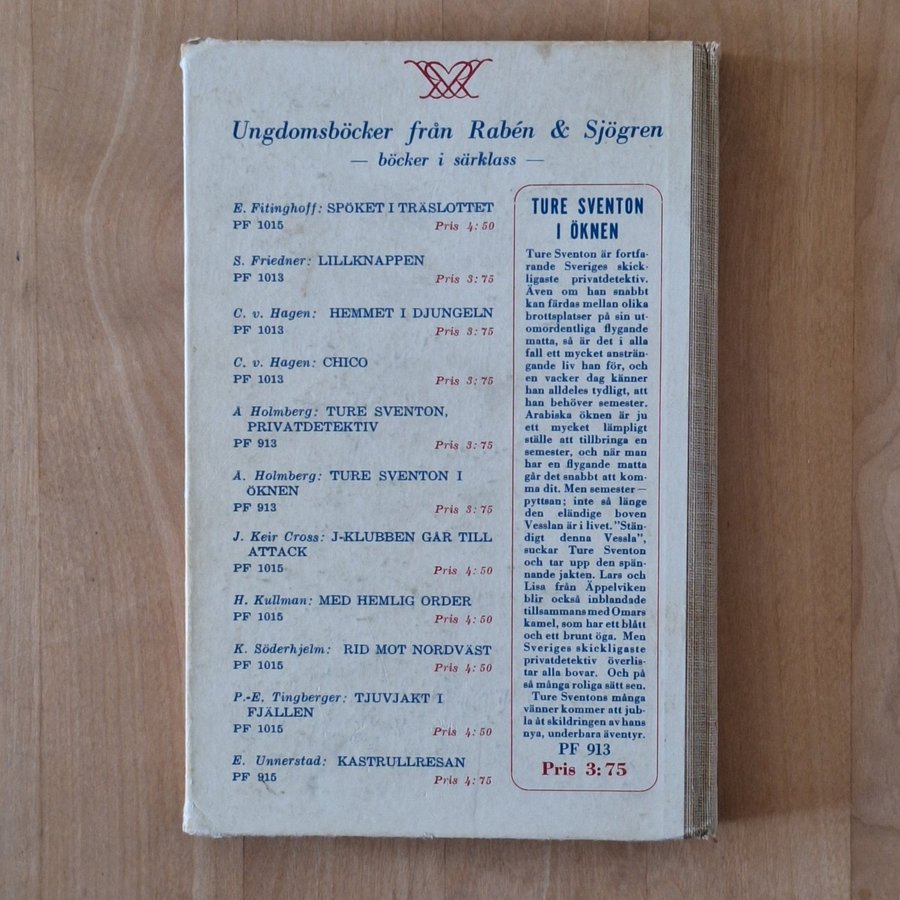 Ungdomsböcker från Rabén & Sjögren
— böcker i särklass —
E. Fitinghoff: SPÖKET I TRÄSLOTTET
PF 1015 Pris 4:50
S. Friedner: LILLKNAPPEN
PF 1013 Pris 3:75
C. v. Hagen: HEMMET I DJUNGELN
PF 1013 Pris 3:75
C. v. Hagen: CHICO
PF 1013 Pris 3:75
Å Holmberg: TURE SVENTON,
PRIVATDETEKTIV
PF 913 Pris 3:75
Å. Holmberg: TURE SVENTON I
ÖKNEN
PF 913 Pris 3:75
J. Keir Cross: J-KLUBBEN GÅR TILL
ATTACK
PF 1015 Pris 4:50
H. Kullman: MED HEMLIG ORDER
PF 1015 Pris 4:50
K. Söderhjelm: RID MOT NORDVÄST
PF 1015 Pris 4:50
P.-E. Tingberger: TJUVJAKT I
FJÄLLEN
PF 1015 Pris 4:50
E. Unnerstad: KASTRULLRESAN
PF 915 Pris 4:75
TURE SVENTON
I ÖKNEN
Ture Sventon är fortfa-
rande Sveriges skick-
ligaste privatdetektiv.
Även om han snabbt
kan färdas mellan olika
brottsplatser på sin ut-
omordentliga flygande
matta, så är det i alla
fall ett mycket ansträn-
gande liv han för, och
en vacker dag känner
han alldeles tydligt, att
han behöver semester.
Arabiska öknen är ju
ett mycket lämpligt
ställe att tillbringa en
semester, och när man
har en flygande matta
går det snabbt att kom-
ma dit. Men semester—
pyttsan; inte så länge
den eländige boven
Vesslan är i livet. "Stän-
digt denna Vessla",
suckar Ture Sventon
och tar upp den spän-
nande jakten. Lars och
Lisa från Äppelviken
blir också inblandade
tillsammans med Omars
kamel, som har ett blått
och ett brunt öga. Men
Sveriges skickligaste
privatdetektiv överlis-
tar alla bovar. Och på
så många roliga sätt sen.
Ture Sventons många
vänner kommer att jub-
la åt skildringen av hans
nya, underbara äventyr.
PF 913
Pris 3:75